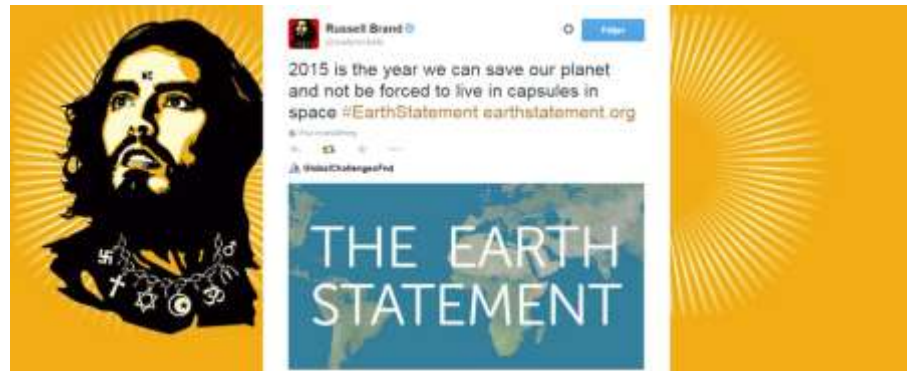 Russell Brand
2015 is the year we can save our planet
and not be forced to live in capsules in
space #EarthStatement earthstatement.org
GlobalChallengesFnd
THE EARTH
STATEMENT